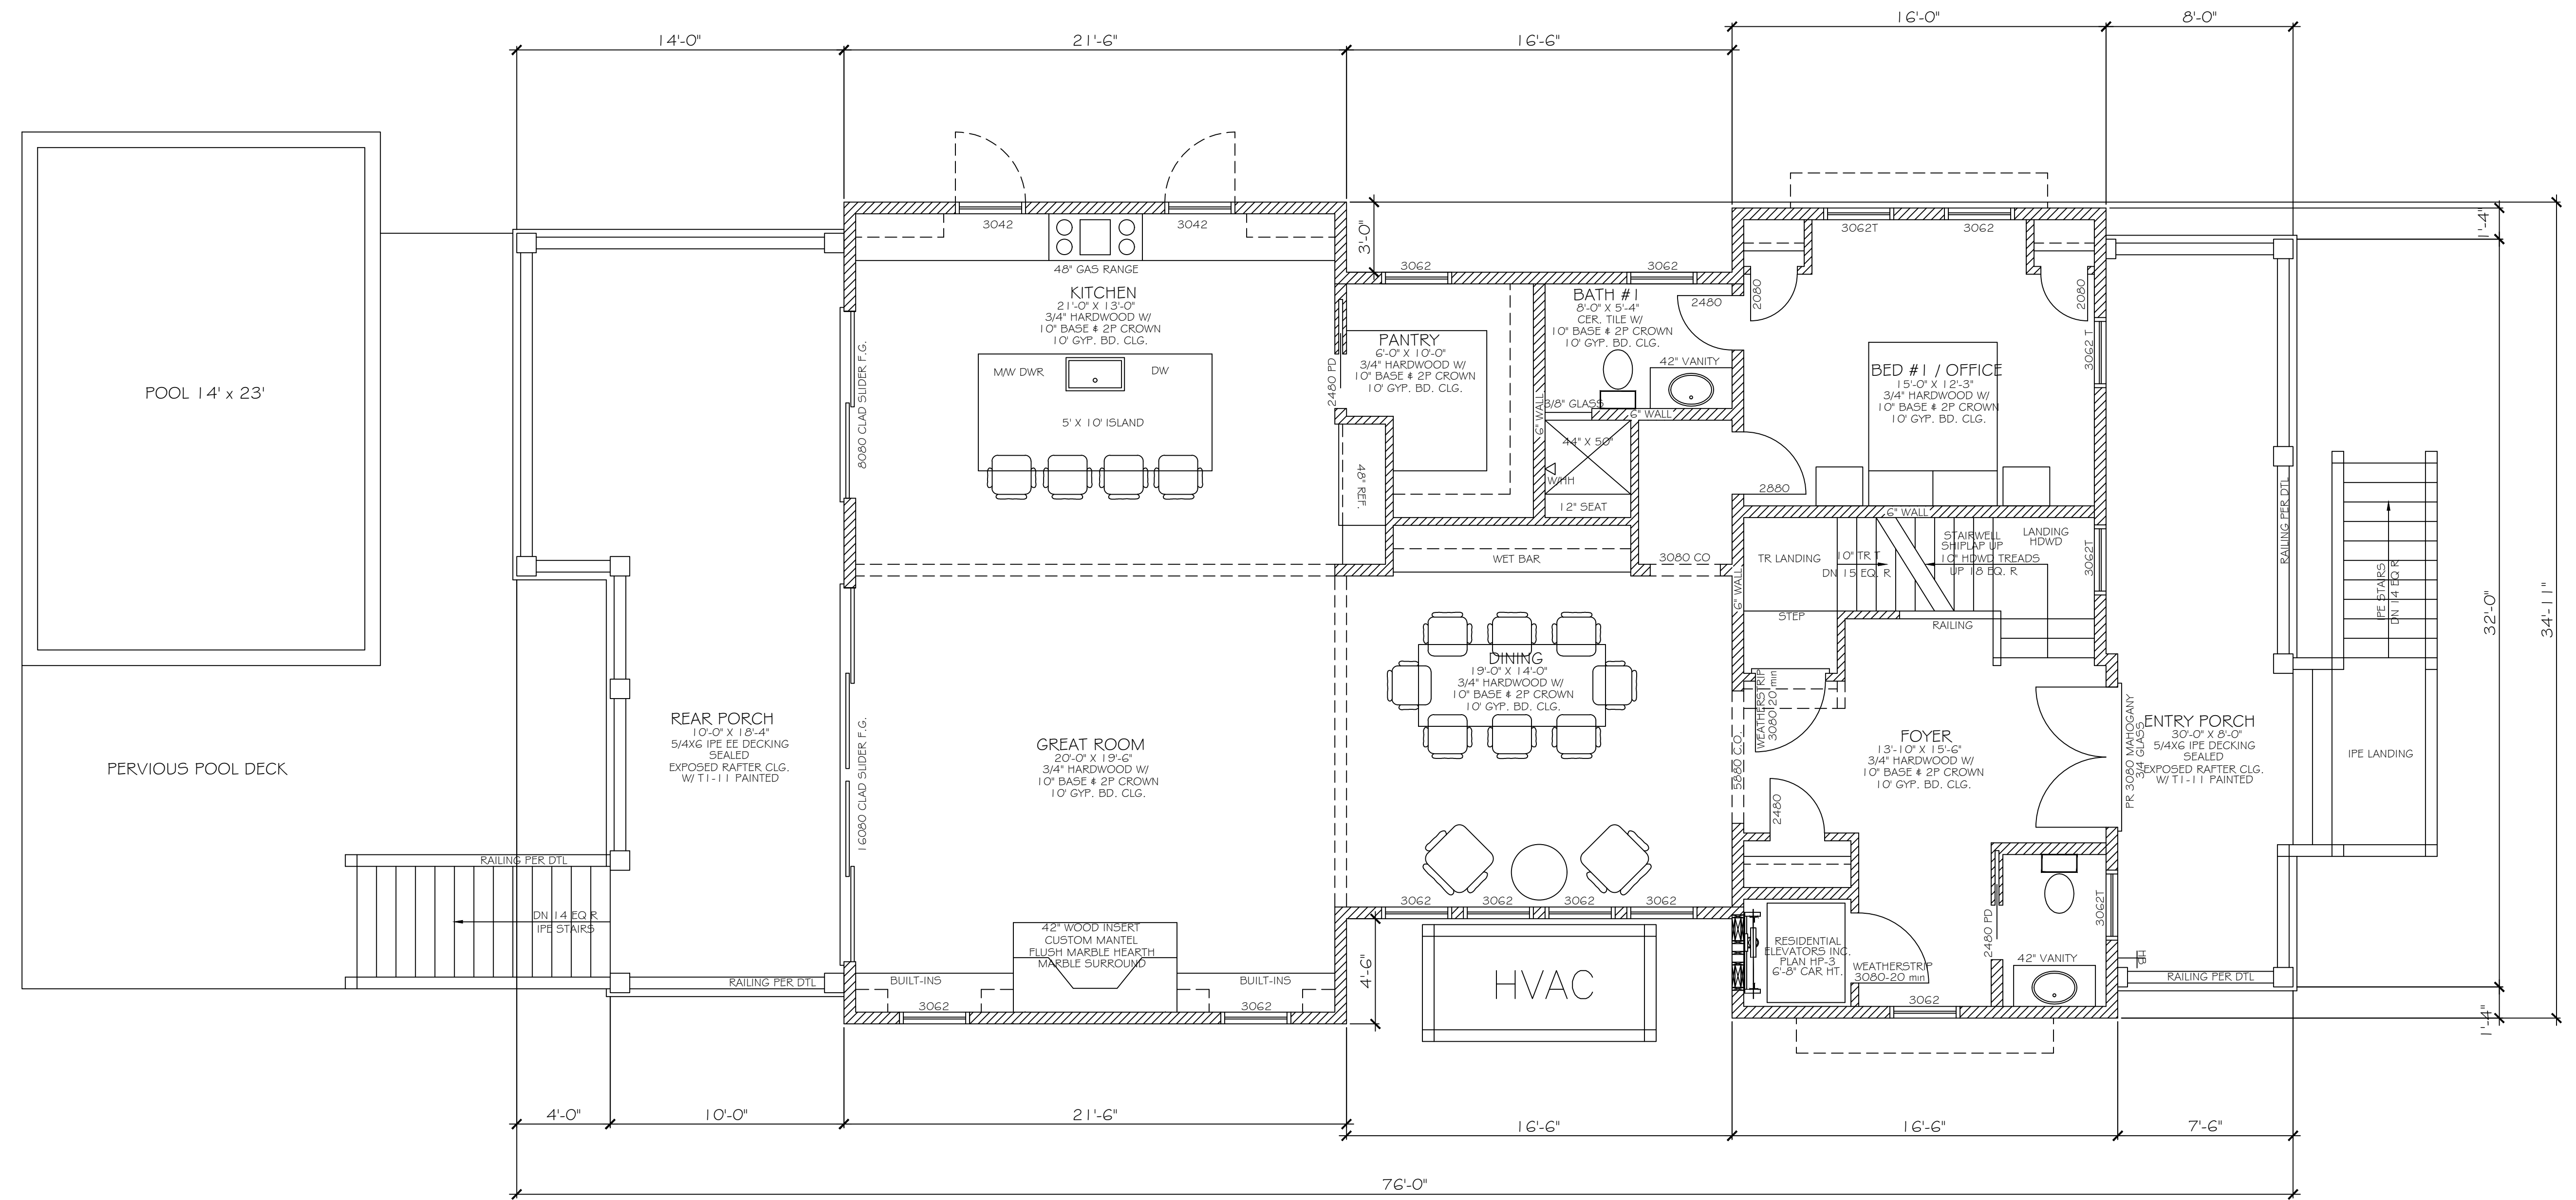 16'-0"
8'-0"
14'-0"
21'-6"
16'-6"
3'-0"
1'-4"
3042
3042
48" GAS RANGE
KITCHEN
21'-0" X 13'-0"
3/4" HARDWOOD W/
10" BASE & 2P CROWN
10' GYP. BD. CLG.
8080 CLAD SLIDER F.G.
M/W DWR
DW
5' X 10' ISLAND
2480 PD
48" REF.
3062
3062
PANTRY
6'-0" X 10'-0"
3/4" HARDWOOD W/
10" BASE & 2P CROWN
10' GYP. BD. CLG.
6" WALL
BATH #1
8'-0" X 5'-4"
CER. TILE W/
10" BASE & 2P CROWN
10' GYP. BD. CLG.
2480
42" VANITY
3/8" GLASS
6" WALL
44" X 50"
W/HH
12" SEAT
WET BAR
3080 CO
3062T
3062
2080
2080
3062 T
BED #1 / OFFICE
15'-0" X 12'-3"
3/4" HARDWOOD W/
10" BASE & 2P CROWN
10' GYP. BD. CLG.
2880
6" WALL
TR LANDING
10" TR T
DN 15 EQ. R
STAIRWELL
SHIPLAP UP
10" HDWD TREADS
UP 18 EQ. R
LANDING
HDWD
3062T
6" WALL
STEP
RAILING
RAILING PER DTL
IPE STAIRS
DN 14 EQ R
32'-0"
34'-11"
POOL 14' x 23'
PERVIOUS POOL DECK
REAR PORCH
10'-0" X 18'-4"
5/4X6 IPE EE DECKING
SEALED
EXPOSED RAFTER CLG.
W/ T1-11 PAINTED
16080 CLAD SLIDER F.G.
GREAT ROOM
20'-0" X 19'-6"
3/4" HARDWOOD W/
10" BASE & 2P CROWN
10' GYP. BD. CLG.
DINING
19'-0" X 14'-0"
3/4" HARDWOOD W/
10" BASE & 2P CROWN
10' GYP. BD. CLG.
WEATHERSTRIP
3080-20 min
5880 C.O.
2480
FOYER
13'-10" X 15'-6"
3/4" HARDWOOD W/
10" BASE & 2P CROWN
10' GYP. BD. CLG.
PR 3080 MAHOGANY
3/4 GLASS
ENTRY PORCH
30'-0" X 8'-0"
5/4X6 IPE DECKING
SEALED
EXPOSED RAFTER CLG.
W/ T1-11 PAINTED
IPE LANDING
RAILING PER DTL
DN 14 EQ R
IPE STAIRS
RAILING PER DTL
42" WOOD INSERT
CUSTOM MANTEL
FLUSH MARBLE HEARTH
MARBLE SURROUND
BUILT-INS
BUILT-INS
3062
3062
3062
3062
3062
3062
4'-6"
HVAC
RESIDENTIAL
ELEVATORS INC.
PLAN HP-3
6'-8" CAR HT.
WEATHERSTRIP
3080-20 min
3062
2480 PD
42" VANITY
3062T
HB
RAILING PER DTL
1'-4"
4'-0"
10'-0"
21'-6"
16'-6"
16'-6"
7'-6"
76'-0"